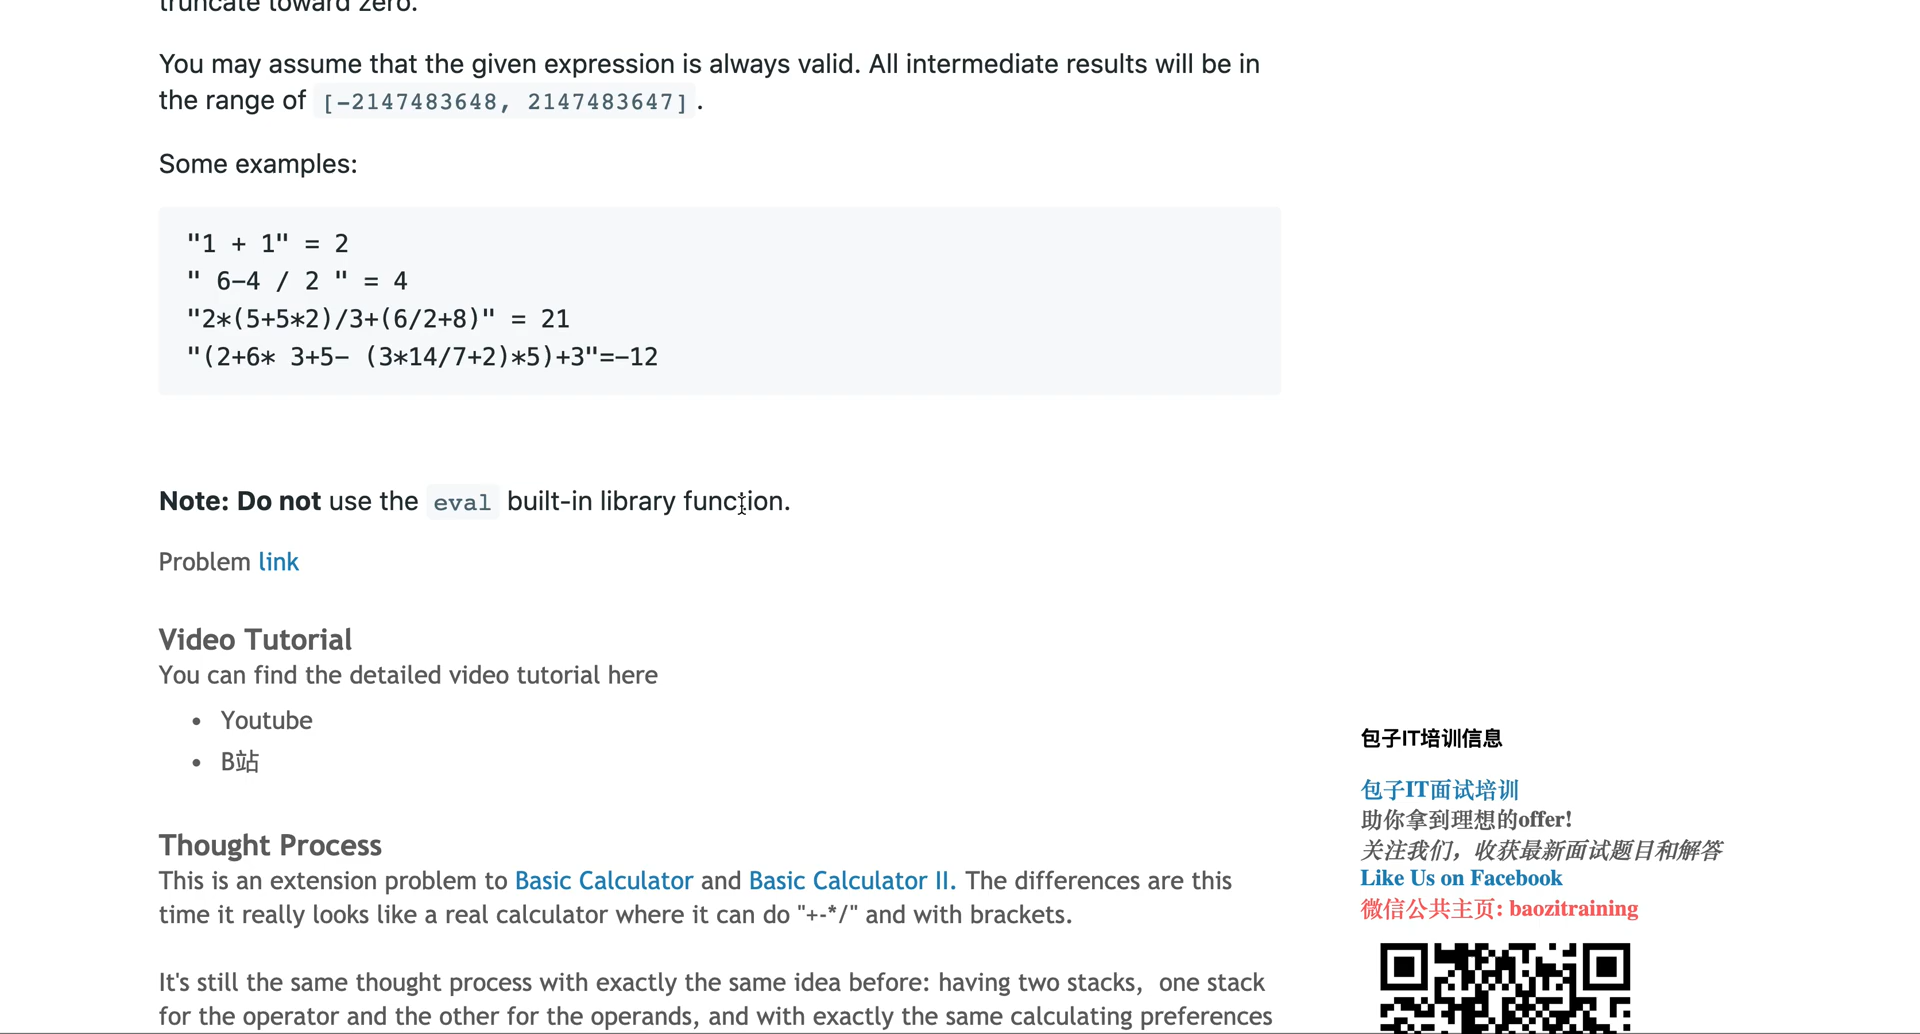 truncate toward zero.
You may assume that the given expression is always valid. All intermediate results will be in
the range of [-2147483648, 2147483647] .
Some examples:
"1 + 1" = 2
" 6-4 / 2 " = 4
"2*(5+5*2)/3+(6/2+8)" = 21
"(2+6* 3+5- (3*14/7+2)*5)+3"=-12
Note: Do not use the eval built-in library function.
Problem link
Video Tutorial
You can find the detailed video tutorial here
• Youtube
• B站
Thought Process
This is an extension problem to Basic Calculator and Basic Calculator II. The differences are this
time it really looks like a real calculator where it can do "+-*/" and with brackets.
It's still the same thought process with exactly the same idea before: having two stacks, one stack
for the operator and the other for the operands, and with exactly the same calculating preferences
包子IT培训信息
包子IT面试培训
助你拿到理想的offer!
关注我们，收获最新面试题目和解答
Like Us on Facebook
微信公共主页: baozitraining